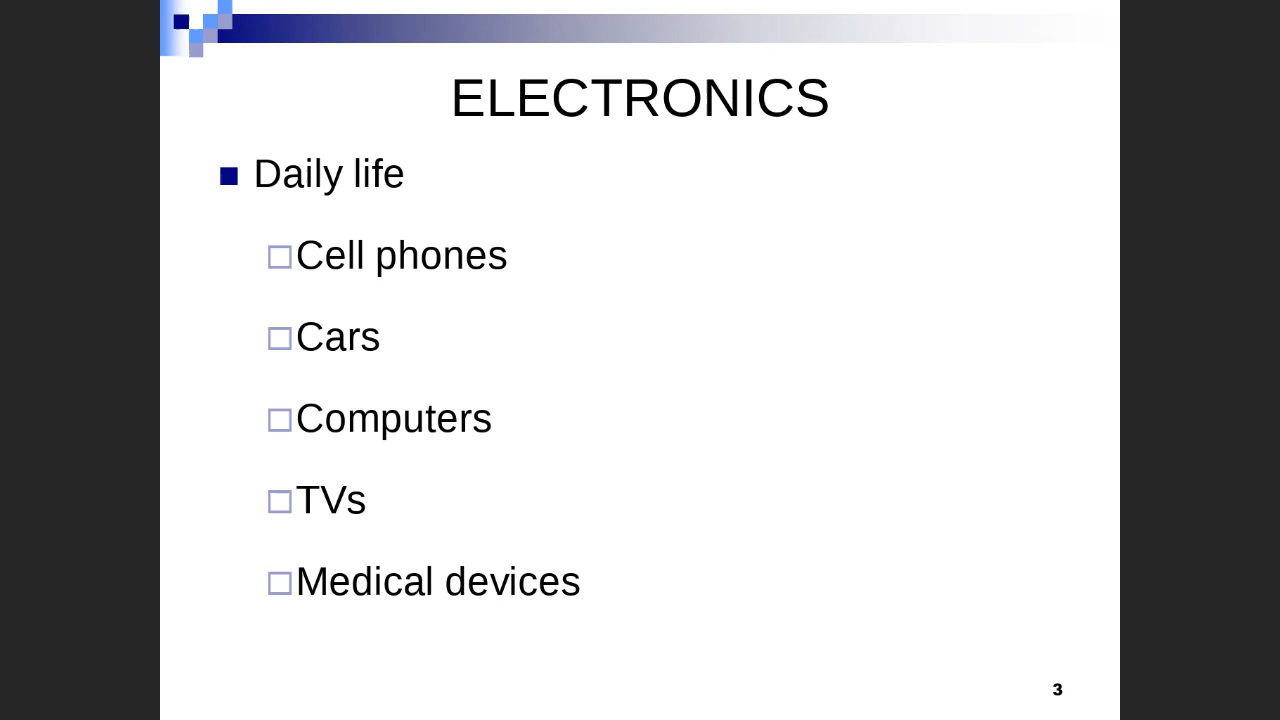 ELECTRONICS
Daily life
Cell phones
Cars
Computers
TVs
Medical devices
3